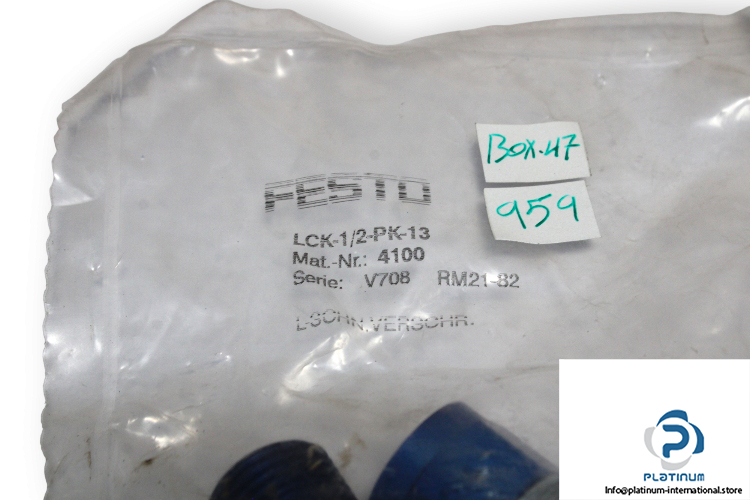 FESTO
LCK-1/2-PK-13
Mat.-Nr.: 4100
Serie: V708 RM21-82
L-SCHN.VERSCHR.
BOX.47
959
PLATINUM
Info@platinum-international.store